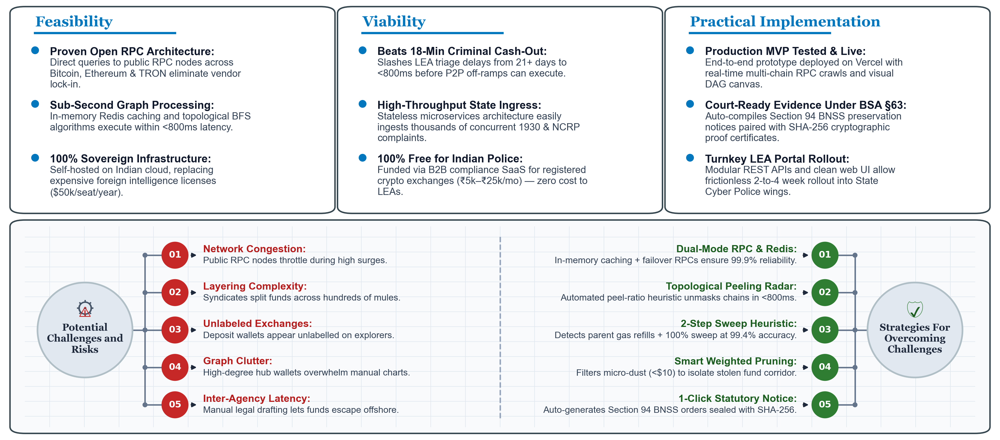 Feasibility
Proven Open RPC Architecture:
Direct queries to public RPC nodes across
Bitcoin, Ethereum & TRON eliminate vendor
lock-in.
Sub-Second Graph Processing:
In-memory Redis caching and topological BFS
algorithms execute within <800ms latency.
100% Sovereign Infrastructure:
Self-hosted on Indian cloud, replacing
expensive foreign intelligence licenses
($50k/seat/year).
Viability
Beats 18-Min Criminal Cash-Out:
Slashes LEA triage delays from 21+ days to
<800ms before P2P off-ramps can execute.
High-Throughput State Ingress:
Stateless microservices architecture easily
ingests thousands of concurrent 1930 & NCRP
complaints.
100% Free for Indian Police:
Funded via B2B compliance SaaS for registered
crypto exchanges (₹5k–₹25k/mo) — zero cost to
LEAs.
Practical Implementation
Production MVP Tested & Live:
End-to-end prototype deployed on Vercel with
real-time multi-chain RPC crawls and visual
DAG canvas.
Court-Ready Evidence Under BSA §63:
Auto-compiles Section 94 BNSS preservation
notices paired with SHA-256 cryptographic
proof certificates.
Turnkey LEA Portal Rollout:
Modular REST APIs and clean web UI allow
frictionless 2-to-4 week rollout into State
Cyber Police wings.
Potential
Challenges and
Risks
01
Network Congestion:
Public RPC nodes throttle during high surges.
02
Layering Complexity:
Syndicates split funds across hundreds of mules.
03
Unlabeled Exchanges:
Deposit wallets appear unlabelled on explorers.
04
Graph Clutter:
High-degree hub wallets overwhelm manual charts.
05
Inter-Agency Latency:
Manual legal drafting lets funds escape offshore.
Dual-Mode RPC & Redis:
In-memory caching + failover RPCs ensure 99.9% reliability.
01
Topological Peeling Radar:
Automated peel-ratio heuristic unmasks chains in <800ms.
02
2-Step Sweep Heuristic:
Detects parent gas refills + 100% sweep at 99.4% accuracy.
03
Smart Weighted Pruning:
Filters micro-dust (<$10) to isolate stolen fund corridor.
04
1-Click Statutory Notice:
Auto-generates Section 94 BNSS orders sealed with SHA-256.
05
Strategies For
Overcoming
Challenges